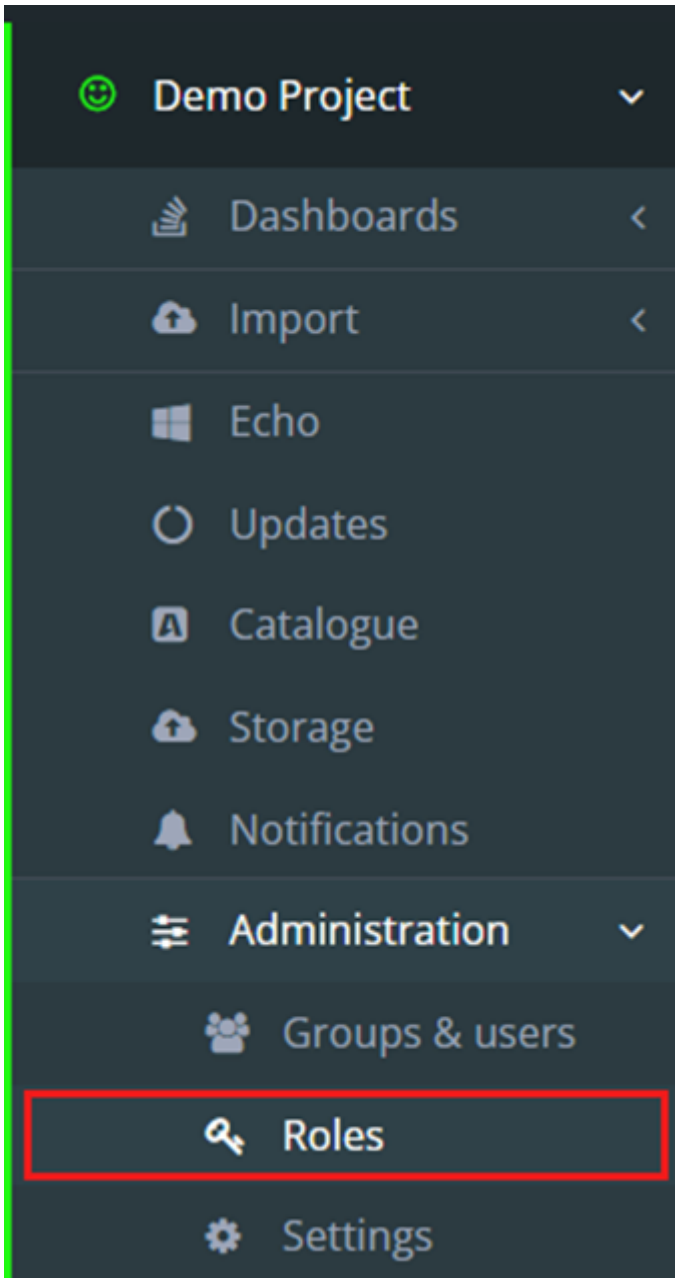 Demo Project
Dashboards
Import
Echo
Updates
Catalogue
Storage
Notifications
Administration
Groups & users
Roles
Settings